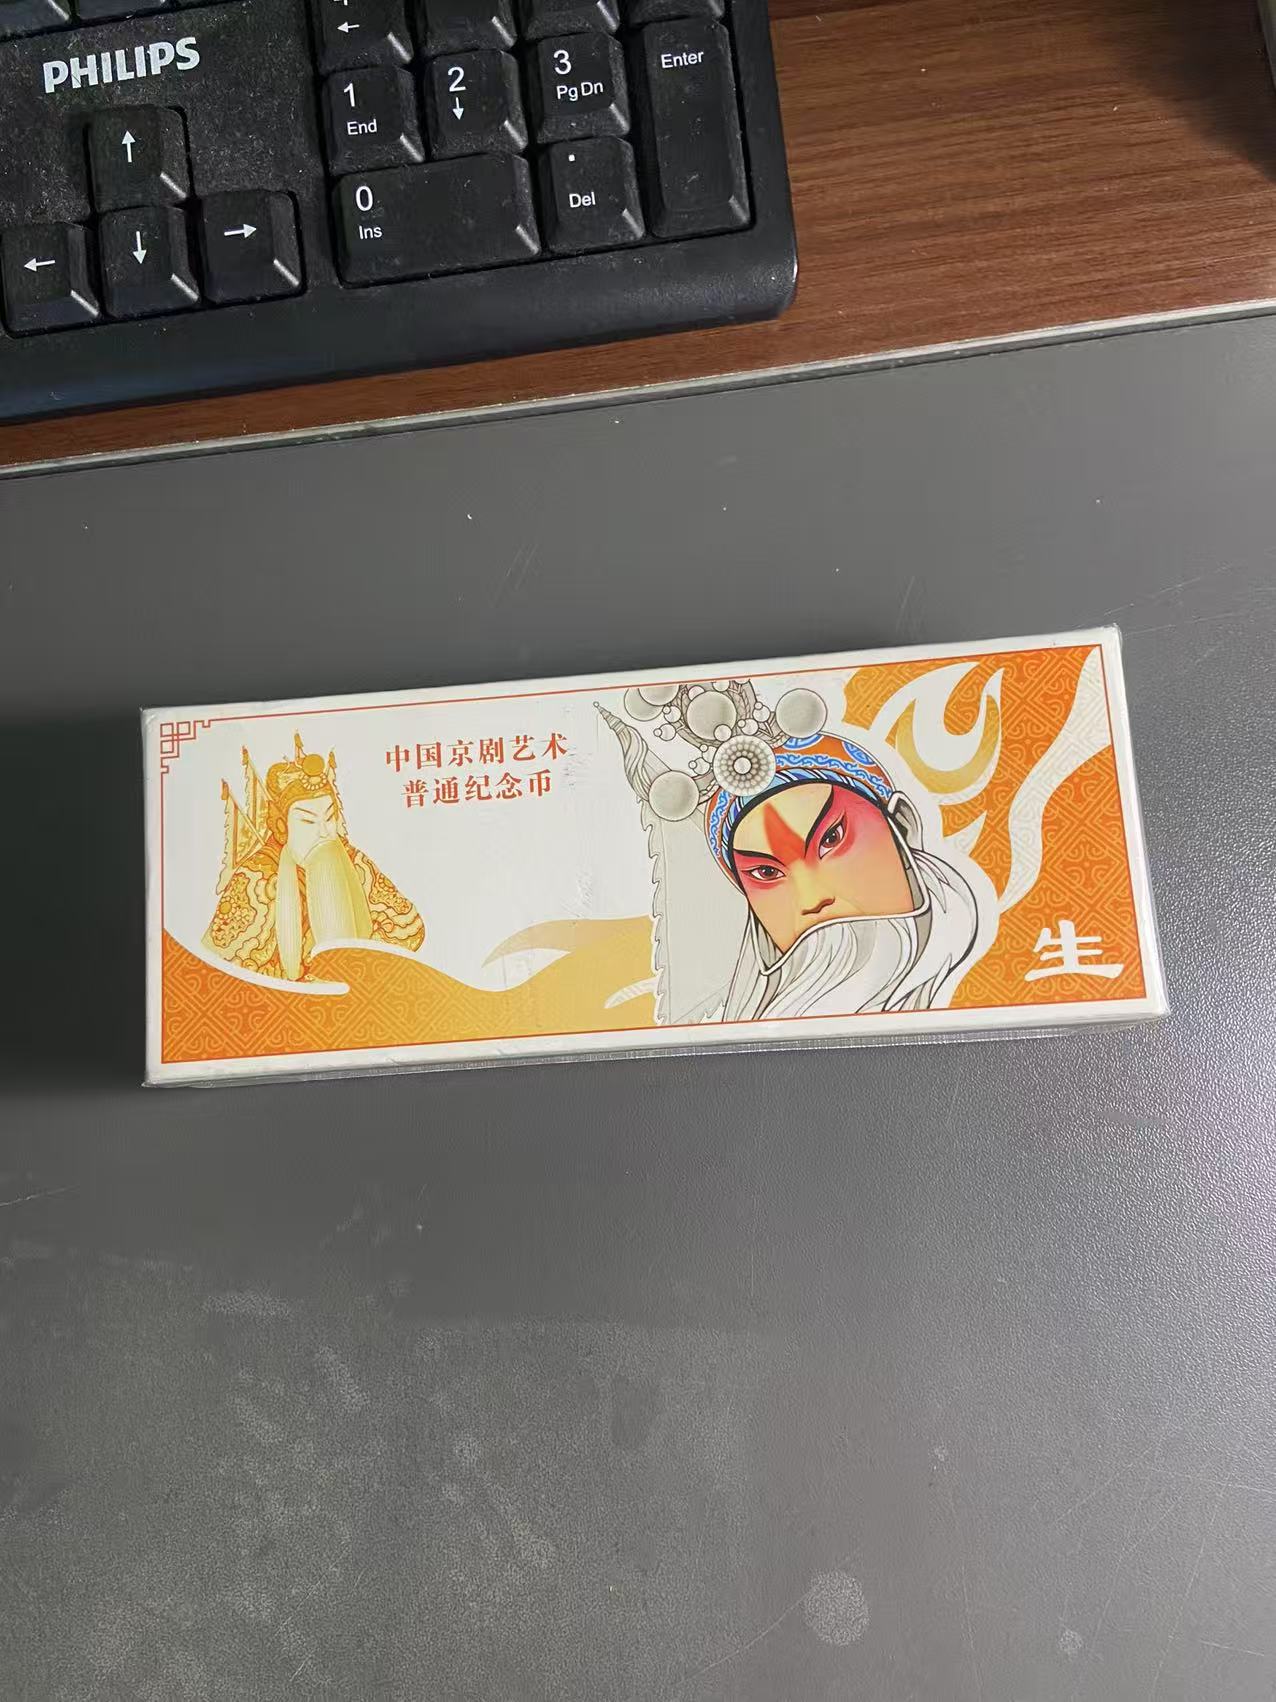 PHILIPS
←
1
End
2
↓
3
Pg Dn
Enter
↑
0
Ins
.
Del
←
↓
→
中国京剧艺术
普通纪念币
生